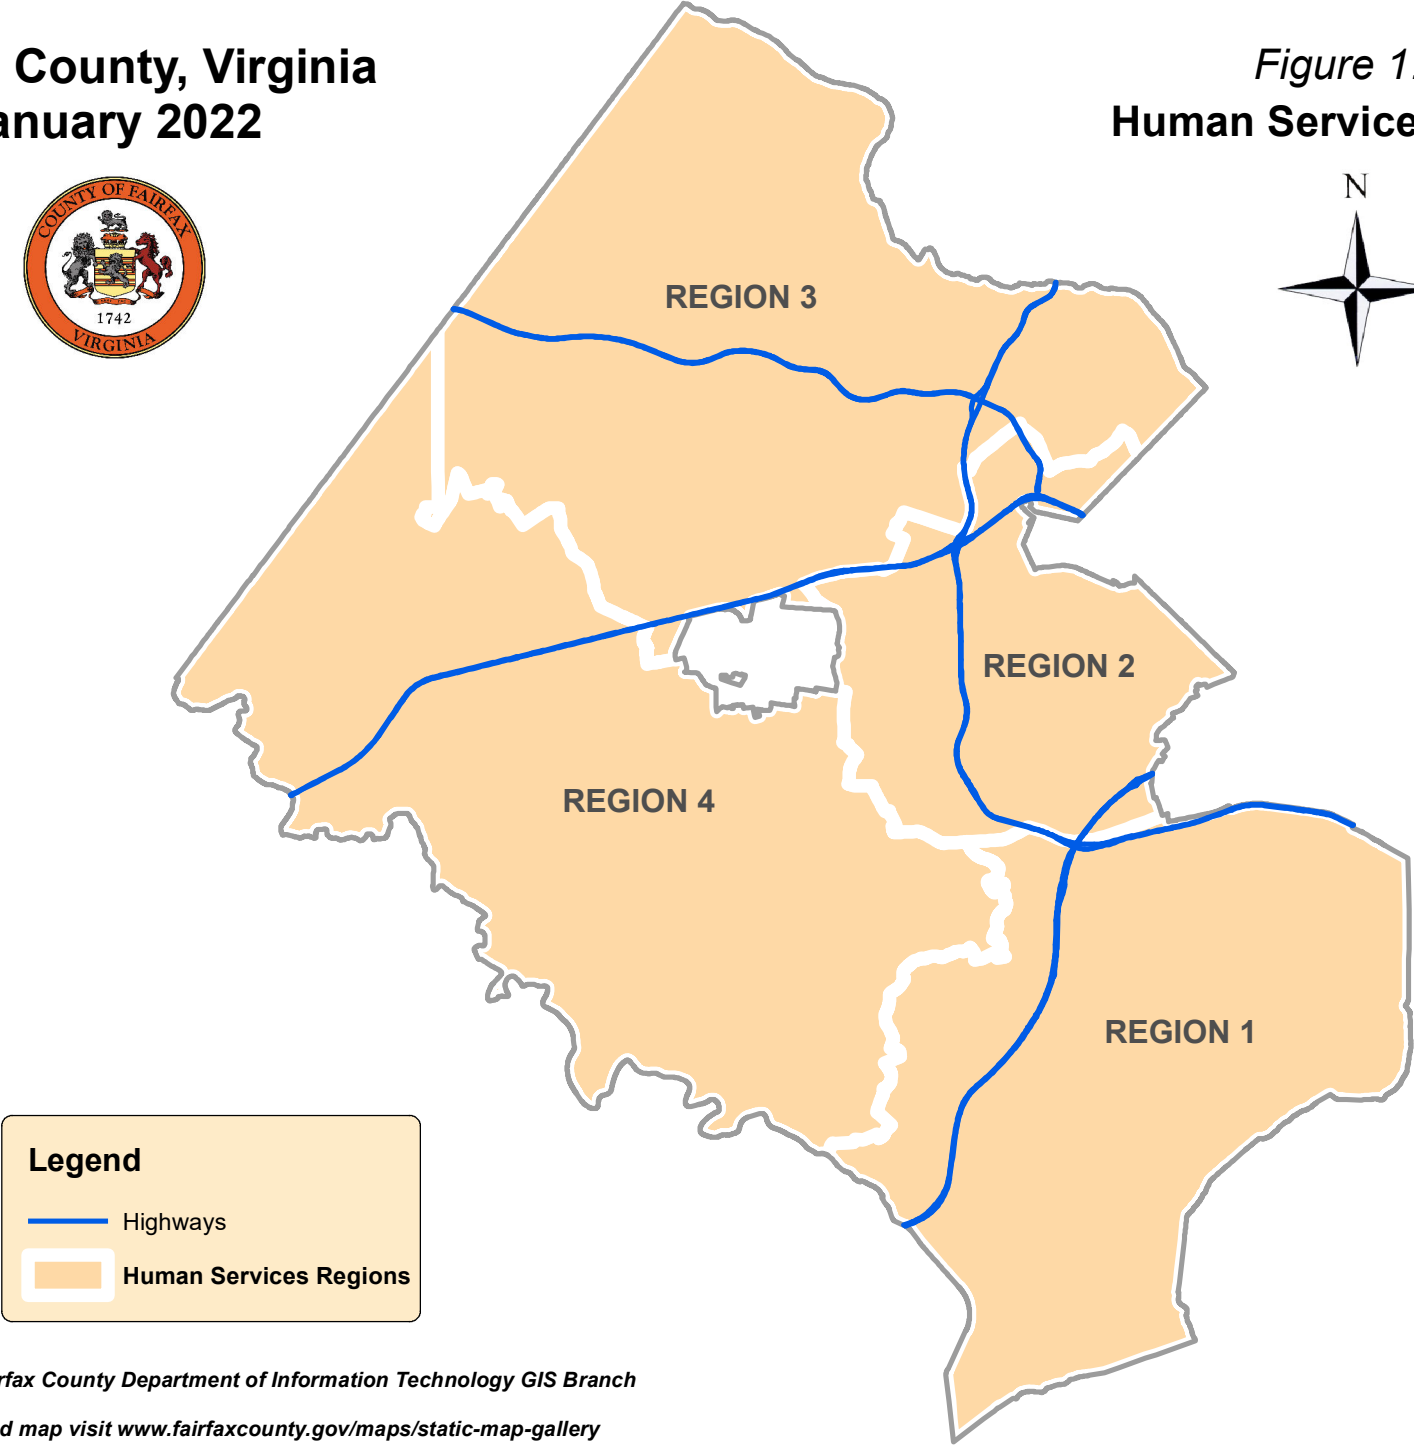 County, Virginia
anuary 2022
Figure 1.
Human Service
COUNTY OF FAIRFAX
1742
VIRGINIA
N
REGION 3
REGION 2
REGION 4
REGION 1
Legend
Highways
Human Services Regions
rfax County Department of Information Technology GIS Branch
d map visit www.fairfaxcounty.gov/maps/static-map-gallery